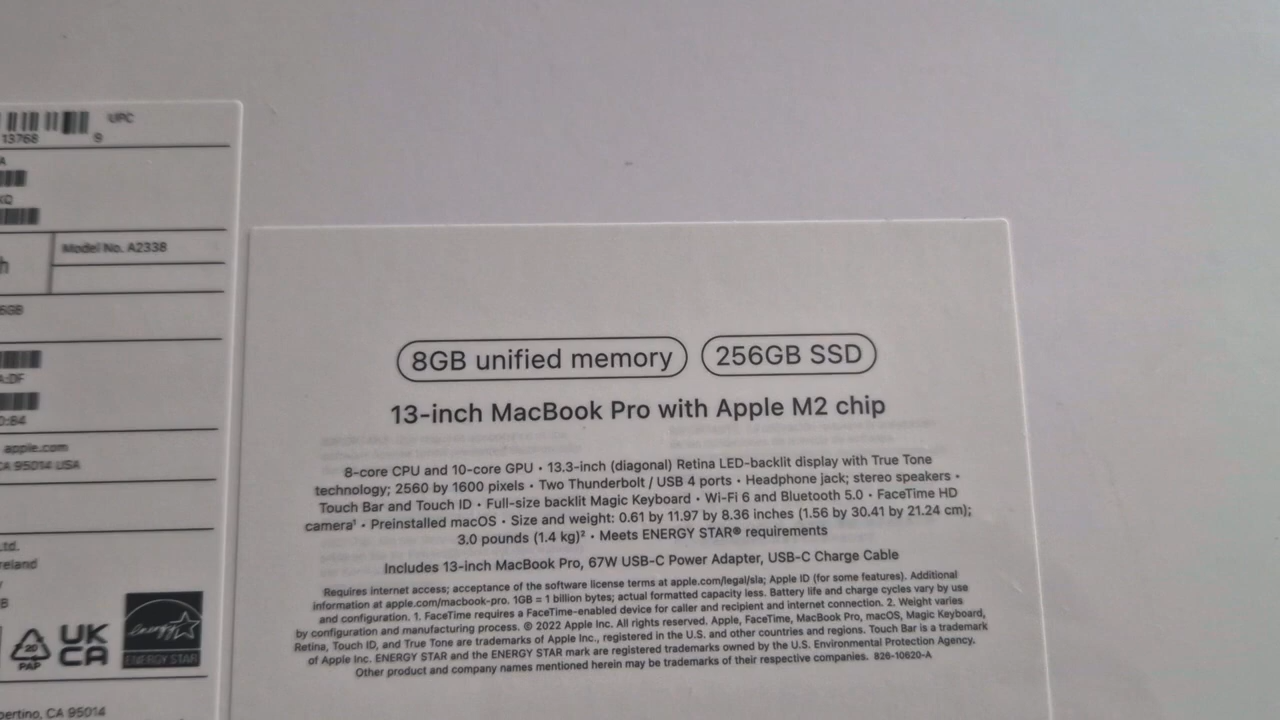 UPC
13768 9
A
Model No. A2338
h
A:DF
0:64
apple.com
CA 95014 USA
Ltd.
reland
B
20
PAP
UK
CA
energy
ENERGY STAR
pertino, CA 95014
8GB unified memory
256GB SSD
13-inch MacBook Pro with Apple M2 chip
8-core CPU and 10-core GPU • 13.3-inch (diagonal) Retina LED-backlit display with True Tone
technology; 2560 by 1600 pixels • Two Thunderbolt / USB 4 ports • Headphone jack; stereo speakers •
Touch Bar and Touch ID • Full-size backlit Magic Keyboard • Wi-Fi 6 and Bluetooth 5.0 • FaceTime HD
camera¹ • Preinstalled macOS • Size and weight: 0.61 by 11.97 by 8.36 inches (1.56 by 30.41 by 21.24 cm);
3.0 pounds (1.4 kg)² • Meets ENERGY STAR® requirements
Includes 13-inch MacBook Pro, 67W USB-C Power Adapter, USB-C Charge Cable
Requires internet access; acceptance of the software license terms at apple.com/legal/sla; Apple ID (for some features). Additional
information at apple.com/macbook-pro. 1GB = 1 billion bytes; actual formatted capacity less. Battery life and charge cycles vary by use
and configuration. 1. FaceTime requires a FaceTime-enabled device for caller and recipient and internet connection. 2. Weight varies
by configuration and manufacturing process. © 2022 Apple Inc. All rights reserved. Apple, FaceTime, MacBook Pro, macOS, Magic Keyboard,
Retina, Touch ID, and True Tone are trademarks of Apple Inc., registered in the U.S. and other countries and regions. Touch Bar is a trademark
of Apple Inc. ENERGY STAR and the ENERGY STAR mark are registered trademarks owned by the U.S. Environmental Protection Agency.
Other product and company names mentioned herein may be trademarks of their respective companies. 826-10620-A